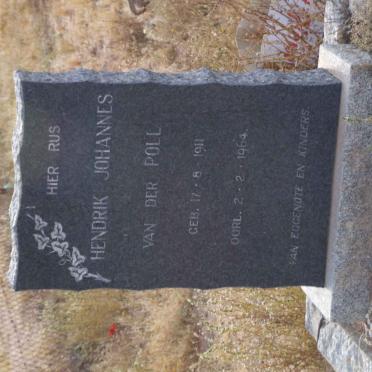 HIER RUS
HENDRIK JOHANNES
VAN DER POLL
GEB. 17·8·1911
OORL. 2·2·1964
VAN EGGENOTE EN KINDERS